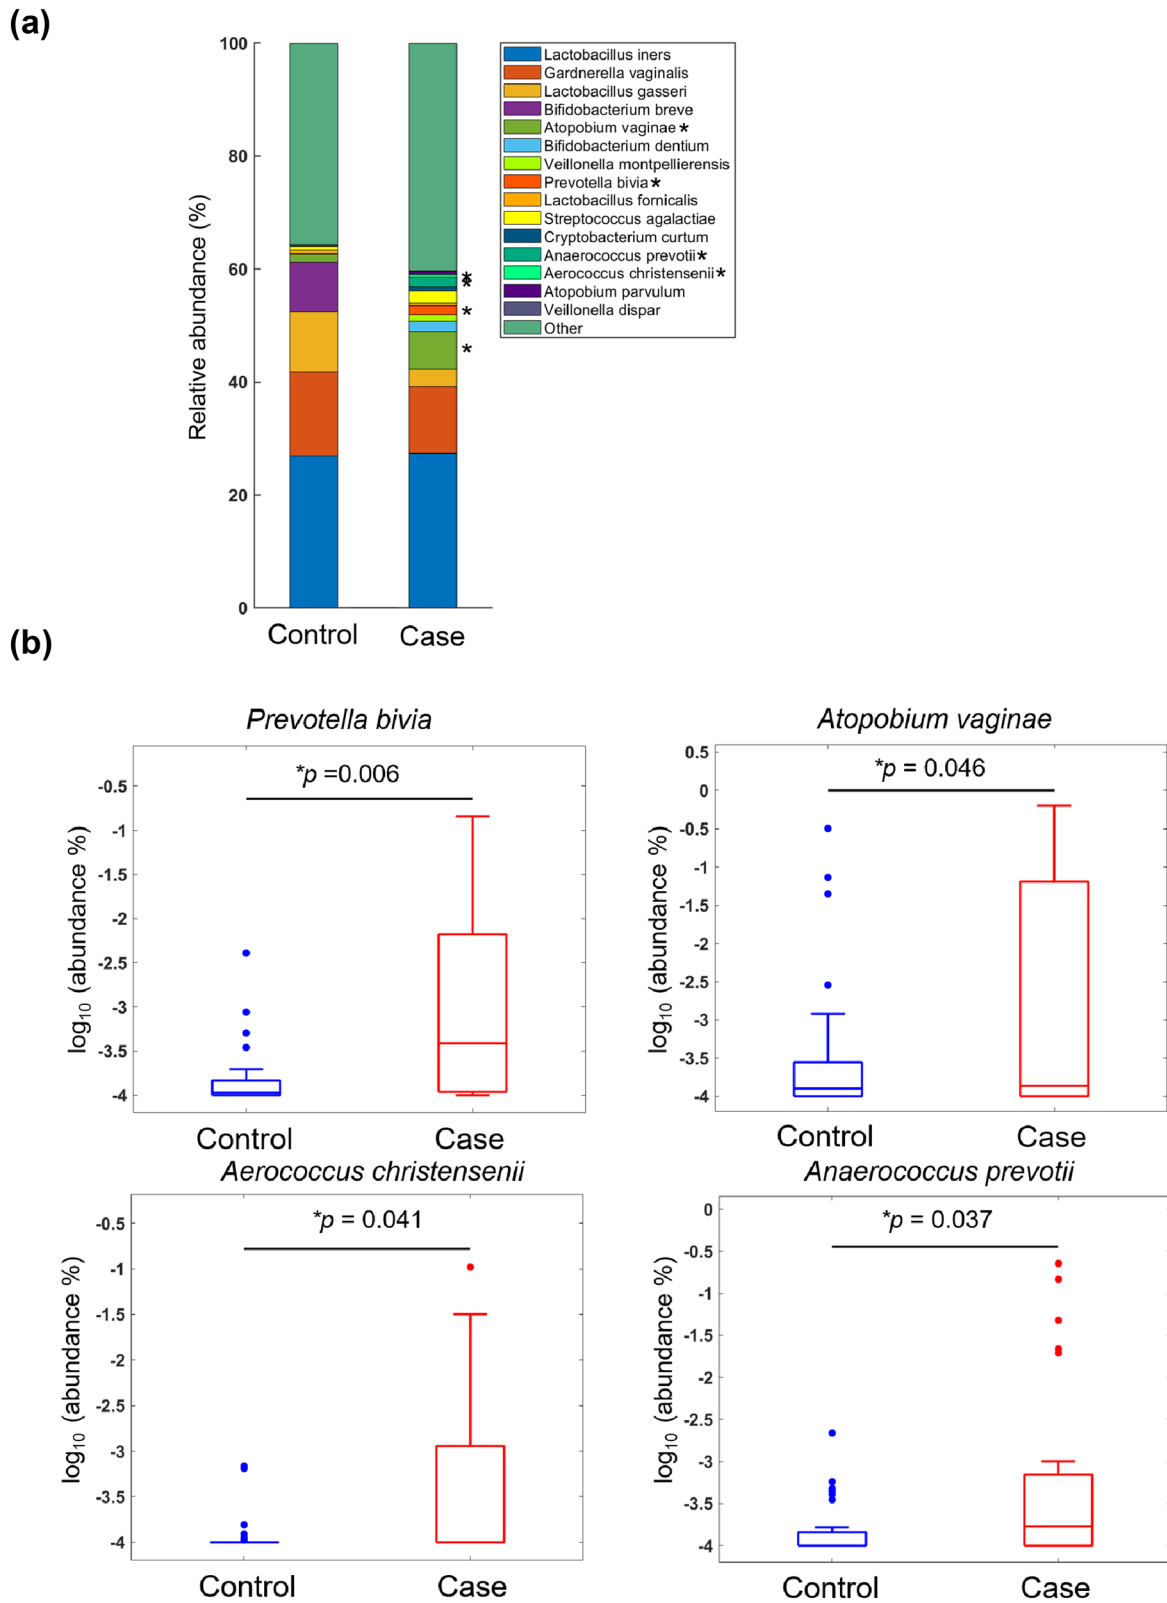 (a)
100
80
60
40
20
0
Relative abundance (%)
Control
Case
*
*
*
*
Lactobacillus iners
Gardnerella vaginalis
Lactobacillus gasseri
Bifidobacterium breve
Atopobium vaginae *
Bifidobacterium dentium
Veillonella montpellierensis
Prevotella bivia *
Lactobacillus fornicalis
Streptococcus agalactiae
Cryptobacterium curtum
Anaerococcus prevotii *
Aerococcus christensenii *
Atopobium parvulum
Veillonella dispar
Other
(b)
Prevotella bivia
*p =0.006
-0.5
-1
-1.5
-2
-2.5
-3
-3.5
-4
log10 (abundance %)
Control
Case
Atopobium vaginae
*p = 0.046
0.5
0
-0.5
-1
-1.5
-2
-2.5
-3
-3.5
-4
log10 (abundance %)
Control
Case
Aerococcus christensenii
*p = 0.041
-0.5
-1
-1.5
-2
-2.5
-3
-3.5
-4
log10 (abundance %)
Control
Case
Anaerococcus prevotii
*p = 0.037
0
-0.5
-1
-1.5
-2
-2.5
-3
-3.5
-4
log10 (abundance %)
Control
Case